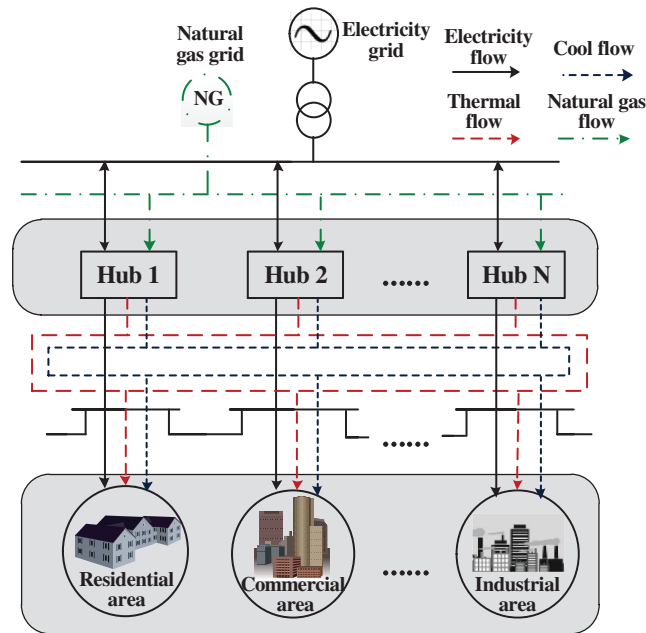 Natural
gas grid
NG
Electricity
grid
Electricity
flow
Cool flow
Thermal
flow
Natural gas
flow
Hub 1
Hub 2
......
Hub N
......
Residential
area
Commercial
area
......
Industrial
area